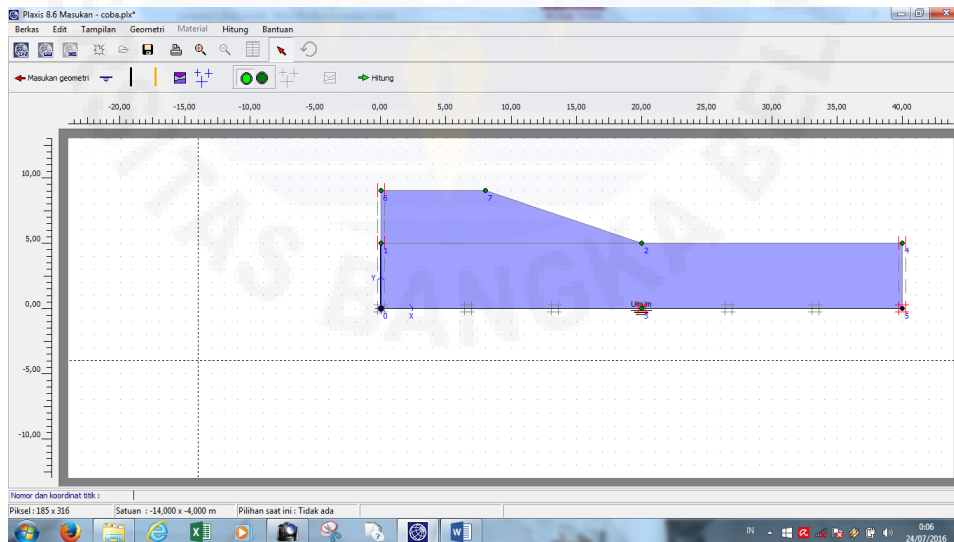 Plaxis 8.6 Masukan - coba.plx*
Berkas Edit Tampilan Geometri Material Hitung Bantuan
Masukan geometri Hitung
-20,00 -15,00 -10,00 -5,00 0,00 5,00 10,00 15,00 20,00 25,00 30,00 35,00 40,00
10,00
5,00
0,00
-5,00
-10,00
6 7
1 2 4
Y
Umum
0 X 3 5
ITAS BANGKA BEL
Nomor dan koordinat titik :
Piksel : 185 x 316 Satuan : -14,000 x -4,000 m Pilihan saat ini : Tidak ada
IN 0:06
24/07/2016